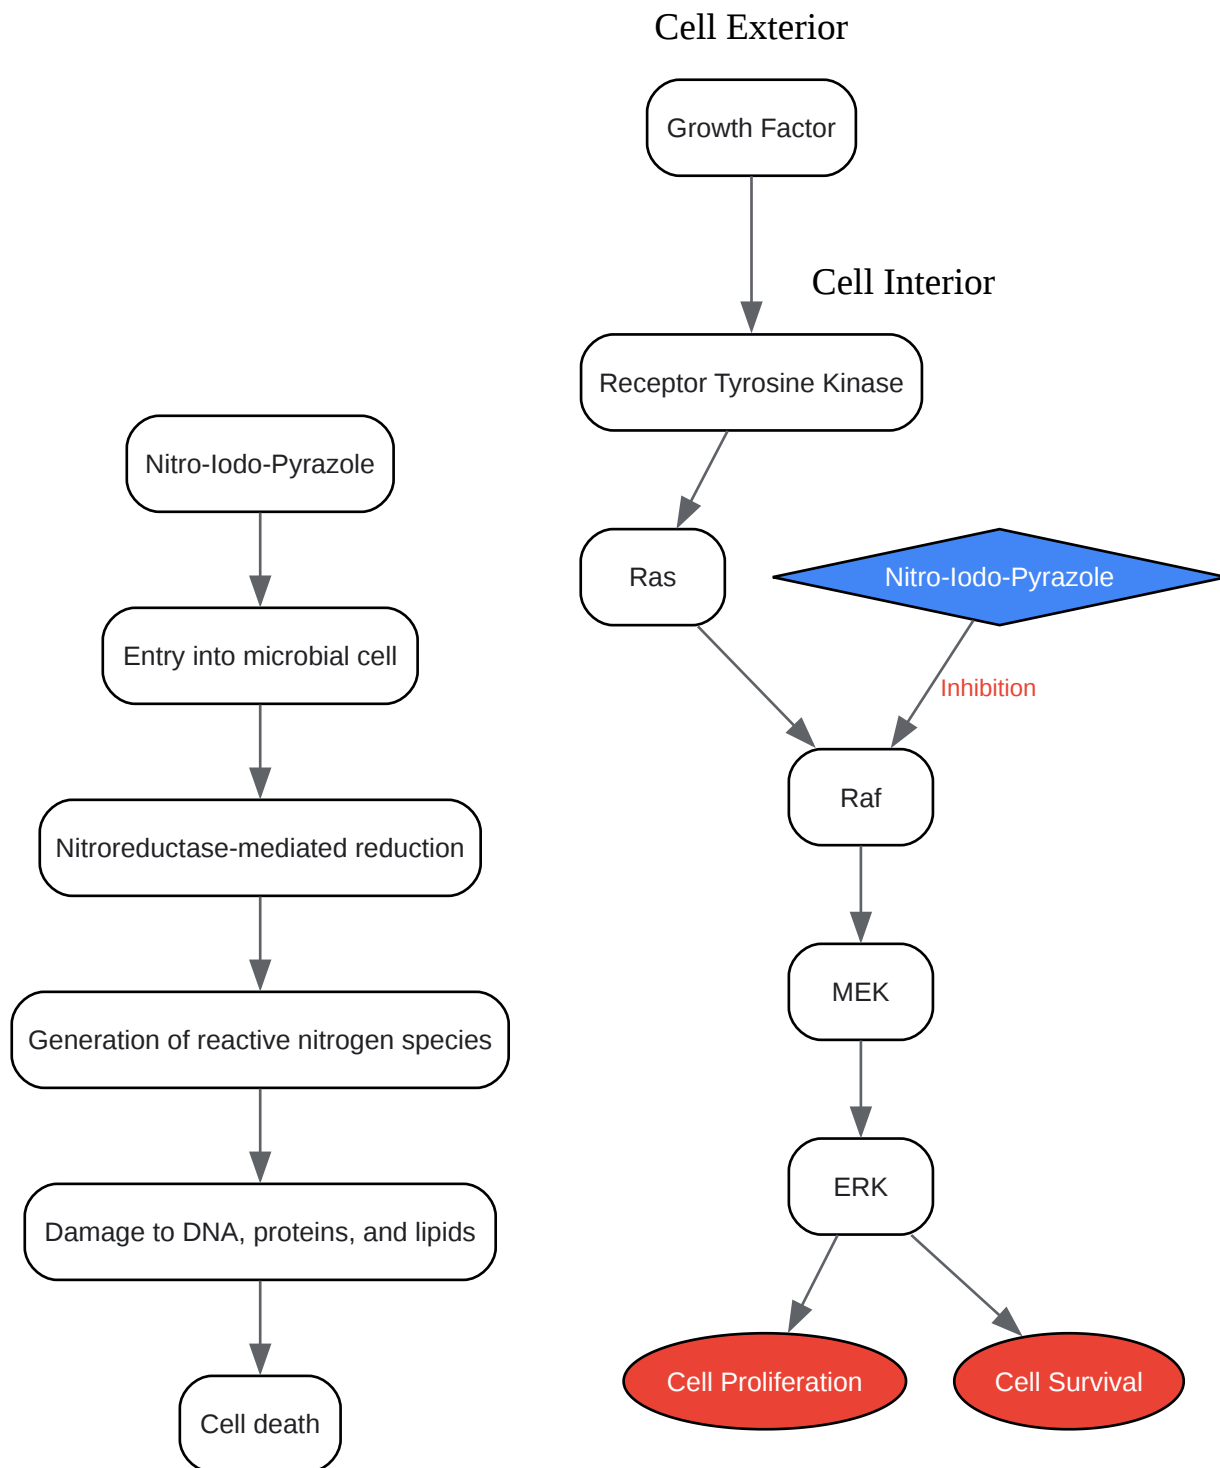 Cell Exterior
Growth Factor
Cell Interior
Receptor Tyrosine Kinase
Ras
Nitro-Iodo-Pyrazole
Inhibition
Raf
MEK
ERK
Cell Proliferation
Cell Survival
Nitro-Iodo-Pyrazole
Entry into microbial cell
Nitroreductase-mediated reduction
Generation of reactive nitrogen species
Damage to DNA, proteins, and lipids
Cell death